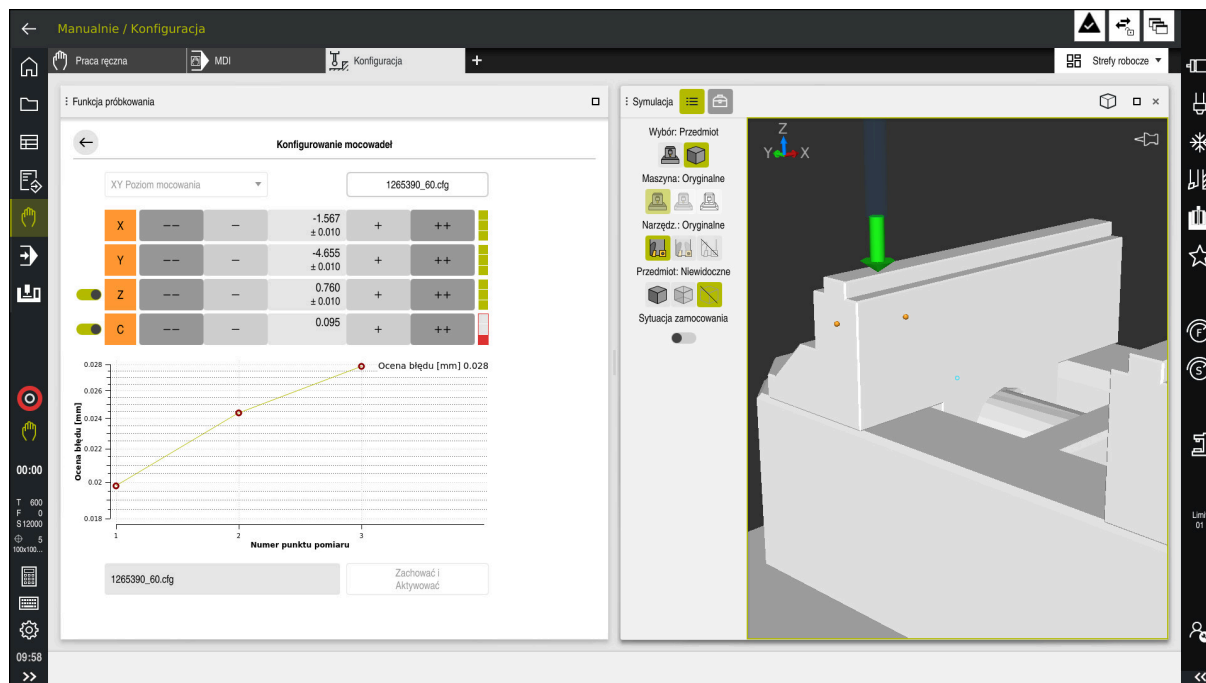 Manualnie / Konfiguracja
Praca ręczna
MDI
Konfiguracja
+
Strefy robocze
Funkcja próbkowania
Konfigurowanie mocowadeł
XY Poziom mocowania
1265390_60.cfg
X -- - -1.567 ± 0.010 + ++
Y -- - -4.655 ± 0.010 + ++
Z -- - 0.760 ± 0.010 + ++
C -- - 0.095 + ++
Ocena błędu [mm] 0.028
Ocena błędu [mm]
0.028
0.026
0.024
0.022
0.02
0.018
1 2 3
Numer punktu pomiaru
1265390_60.cfg
Zachować i
Aktywować
Symulacja
Wybór: Przedmiot
Maszyna: Oryginalne
Narzędz.: Oryginalne
Przedmiot: Niewidoczne
Sytuacja zamocowania
Z
Y X
00:00
T 600
F 0
S 12000
5
100x100...
09:58
F
S
Limit
01